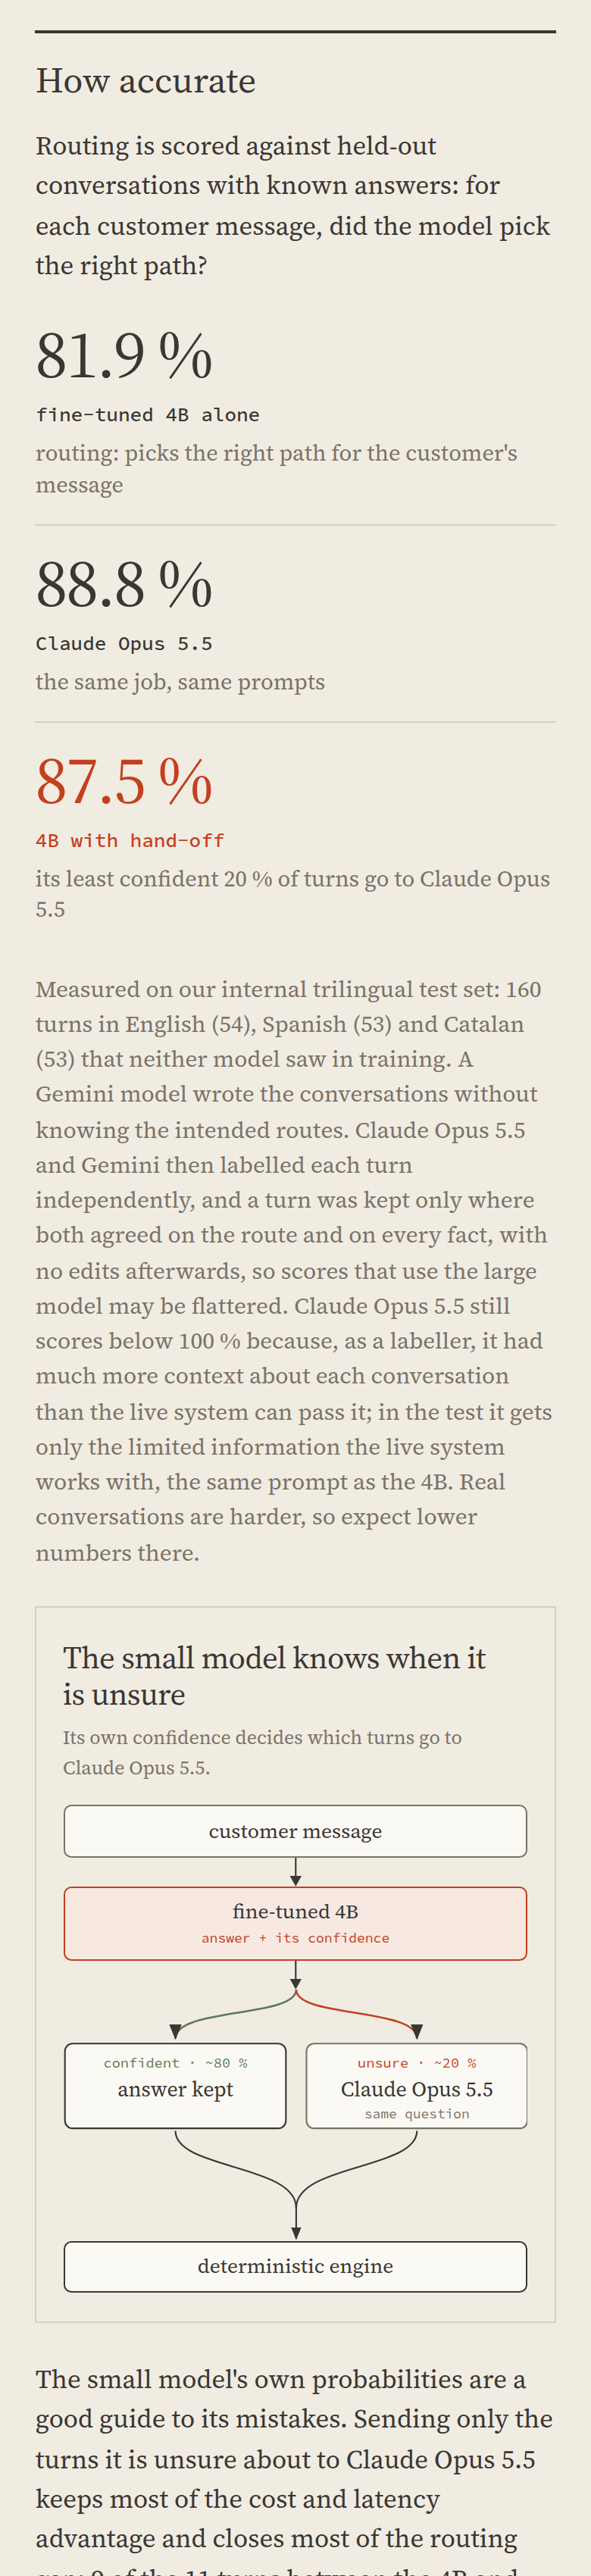 How accurate
Routing is scored against held-out
conversations with known answers: for
each customer message, did the model pick
the right path?
81.9 %
fine-tuned 4B alone
routing: picks the right path for the customer's
message
88.8 %
Claude Opus 5.5
the same job, same prompts
87.5 %
4B with hand-off
its least confident 20 % of turns go to Claude Opus
5.5
Measured on our internal trilingual test set: 160
turns in English (54), Spanish (53) and Catalan
(53) that neither model saw in training. A
Gemini model wrote the conversations without
knowing the intended routes. Claude Opus 5.5
and Gemini then labelled each turn
independently, and a turn was kept only where
both agreed on the route and on every fact, with
no edits afterwards, so scores that use the large
model may be flattered. Claude Opus 5.5 still
scores below 100 % because, as a labeller, it had
much more context about each conversation
than the live system can pass it; in the test it gets
only the limited information the live system
works with, the same prompt as the 4B. Real
conversations are harder, so expect lower
numbers there.
The small model knows when it
is unsure
Its own confidence decides which turns go to
Claude Opus 5.5.
customer message
fine-tuned 4B
answer + its confidence
confident · ~80 %
answer kept
unsure · ~20 %
Claude Opus 5.5
same question
deterministic engine
The small model's own probabilities are a
good guide to its mistakes. Sending only the
turns it is unsure about to Claude Opus 5.5
keeps most of the cost and latency
advantage and closes most of the routing